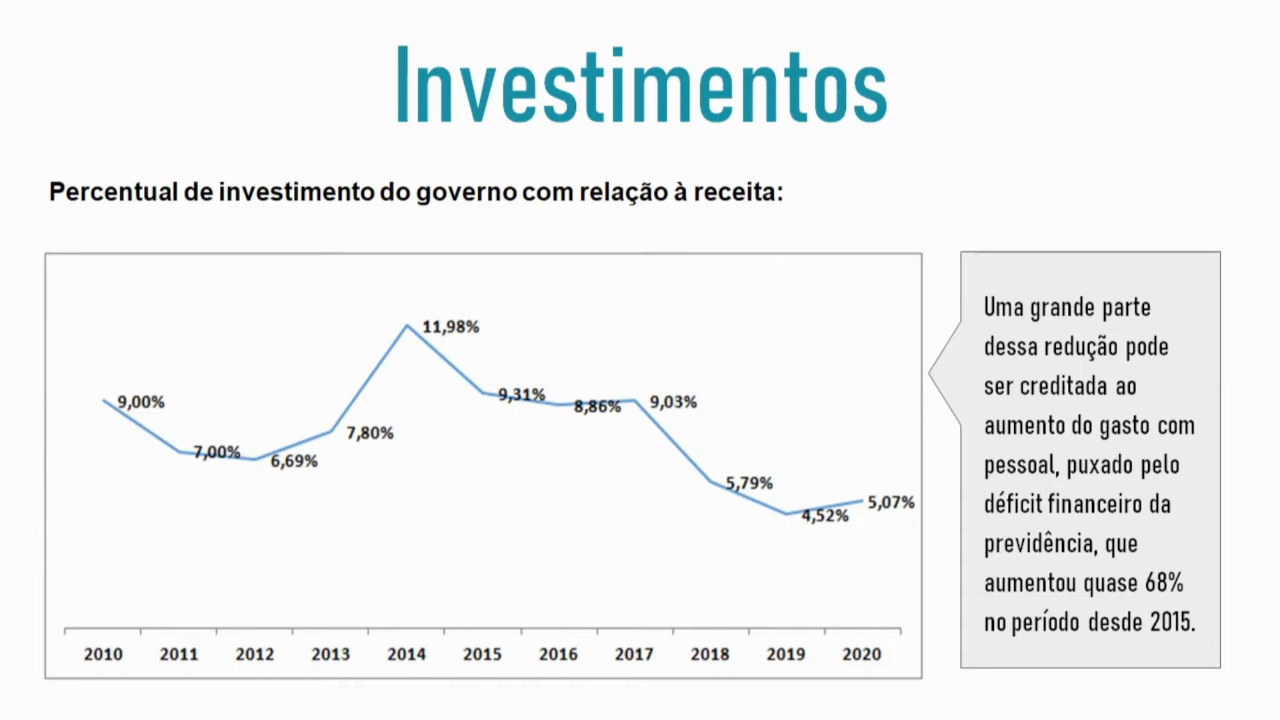 Investimentos
Percentual de investimento do governo com relação à receita:
9,00%
7,00%
6,69%
7,80%
11,98%
9,31%
8,86%
9,03%
5,79%
4,52%
5,07%
2010 2011 2012 2013 2014 2015 2016 2017 2018 2019 2020
Uma grande parte
dessa redução pode
ser creditada ao
aumento do gasto com
pessoal, puxado pelo
déficit financeiro da
previdência, que
aumentou quase 68%
no período desde 2015.